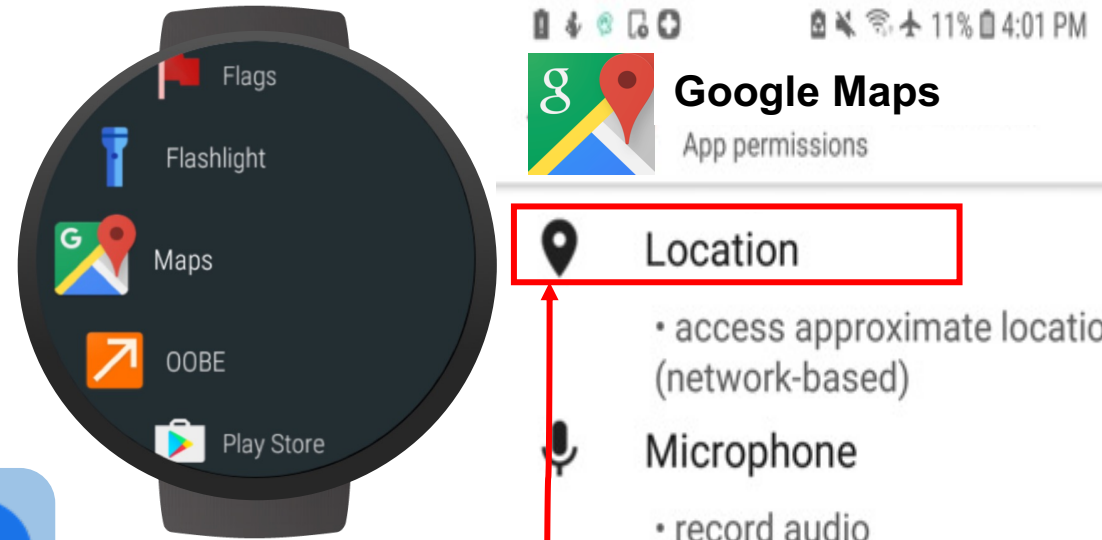 Flags
Flashlight
G
Maps
OOBE
Play Store
11% 4:01 PM
g
Google Maps
App permissions
Location
• access approximate locatio
(network-based)
Microphone
• record audio